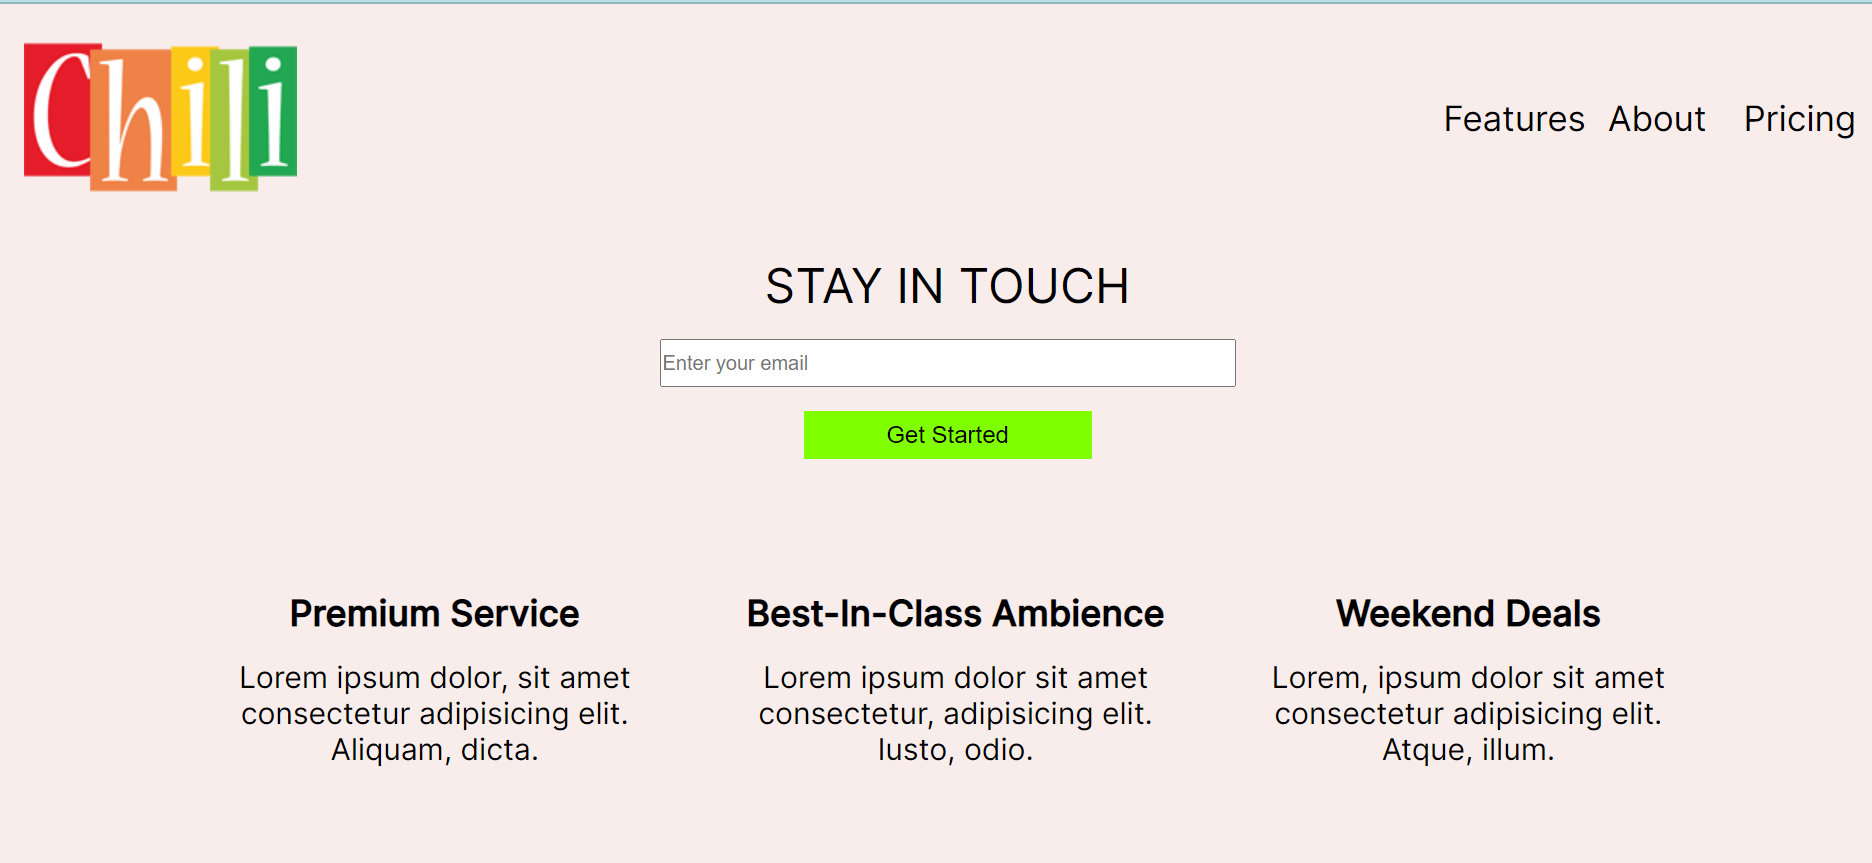 Chili
Features About Pricing
STAY IN TOUCH
Enter your email
Get Started
Premium Service
Lorem ipsum dolor, sit amet
consectetur adipisicing elit.
Aliquam, dicta.
Best-In-Class Ambience
Lorem ipsum dolor sit amet
consectetur, adipisicing elit.
Iusto, odio.
Weekend Deals
Lorem, ipsum dolor sit amet
consectetur adipisicing elit.
Atque, illum.